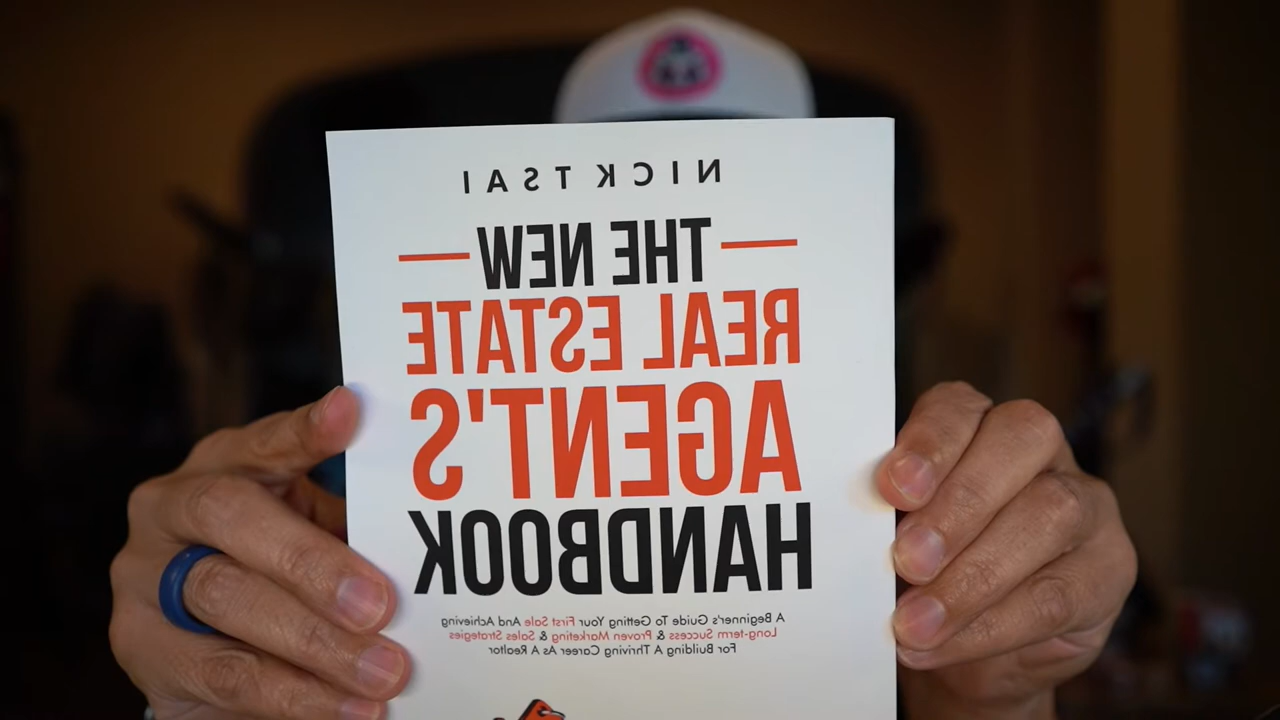 NICK TSAI
THE NEW
REAL ESTATE
AGENT'S
HANDBOOK
A Beginner's Guide To Getting Your First Sale And Achieving
Long-term Success & Proven Marketing & Sales Strategies
For Building A Thriving Career As A Realtor